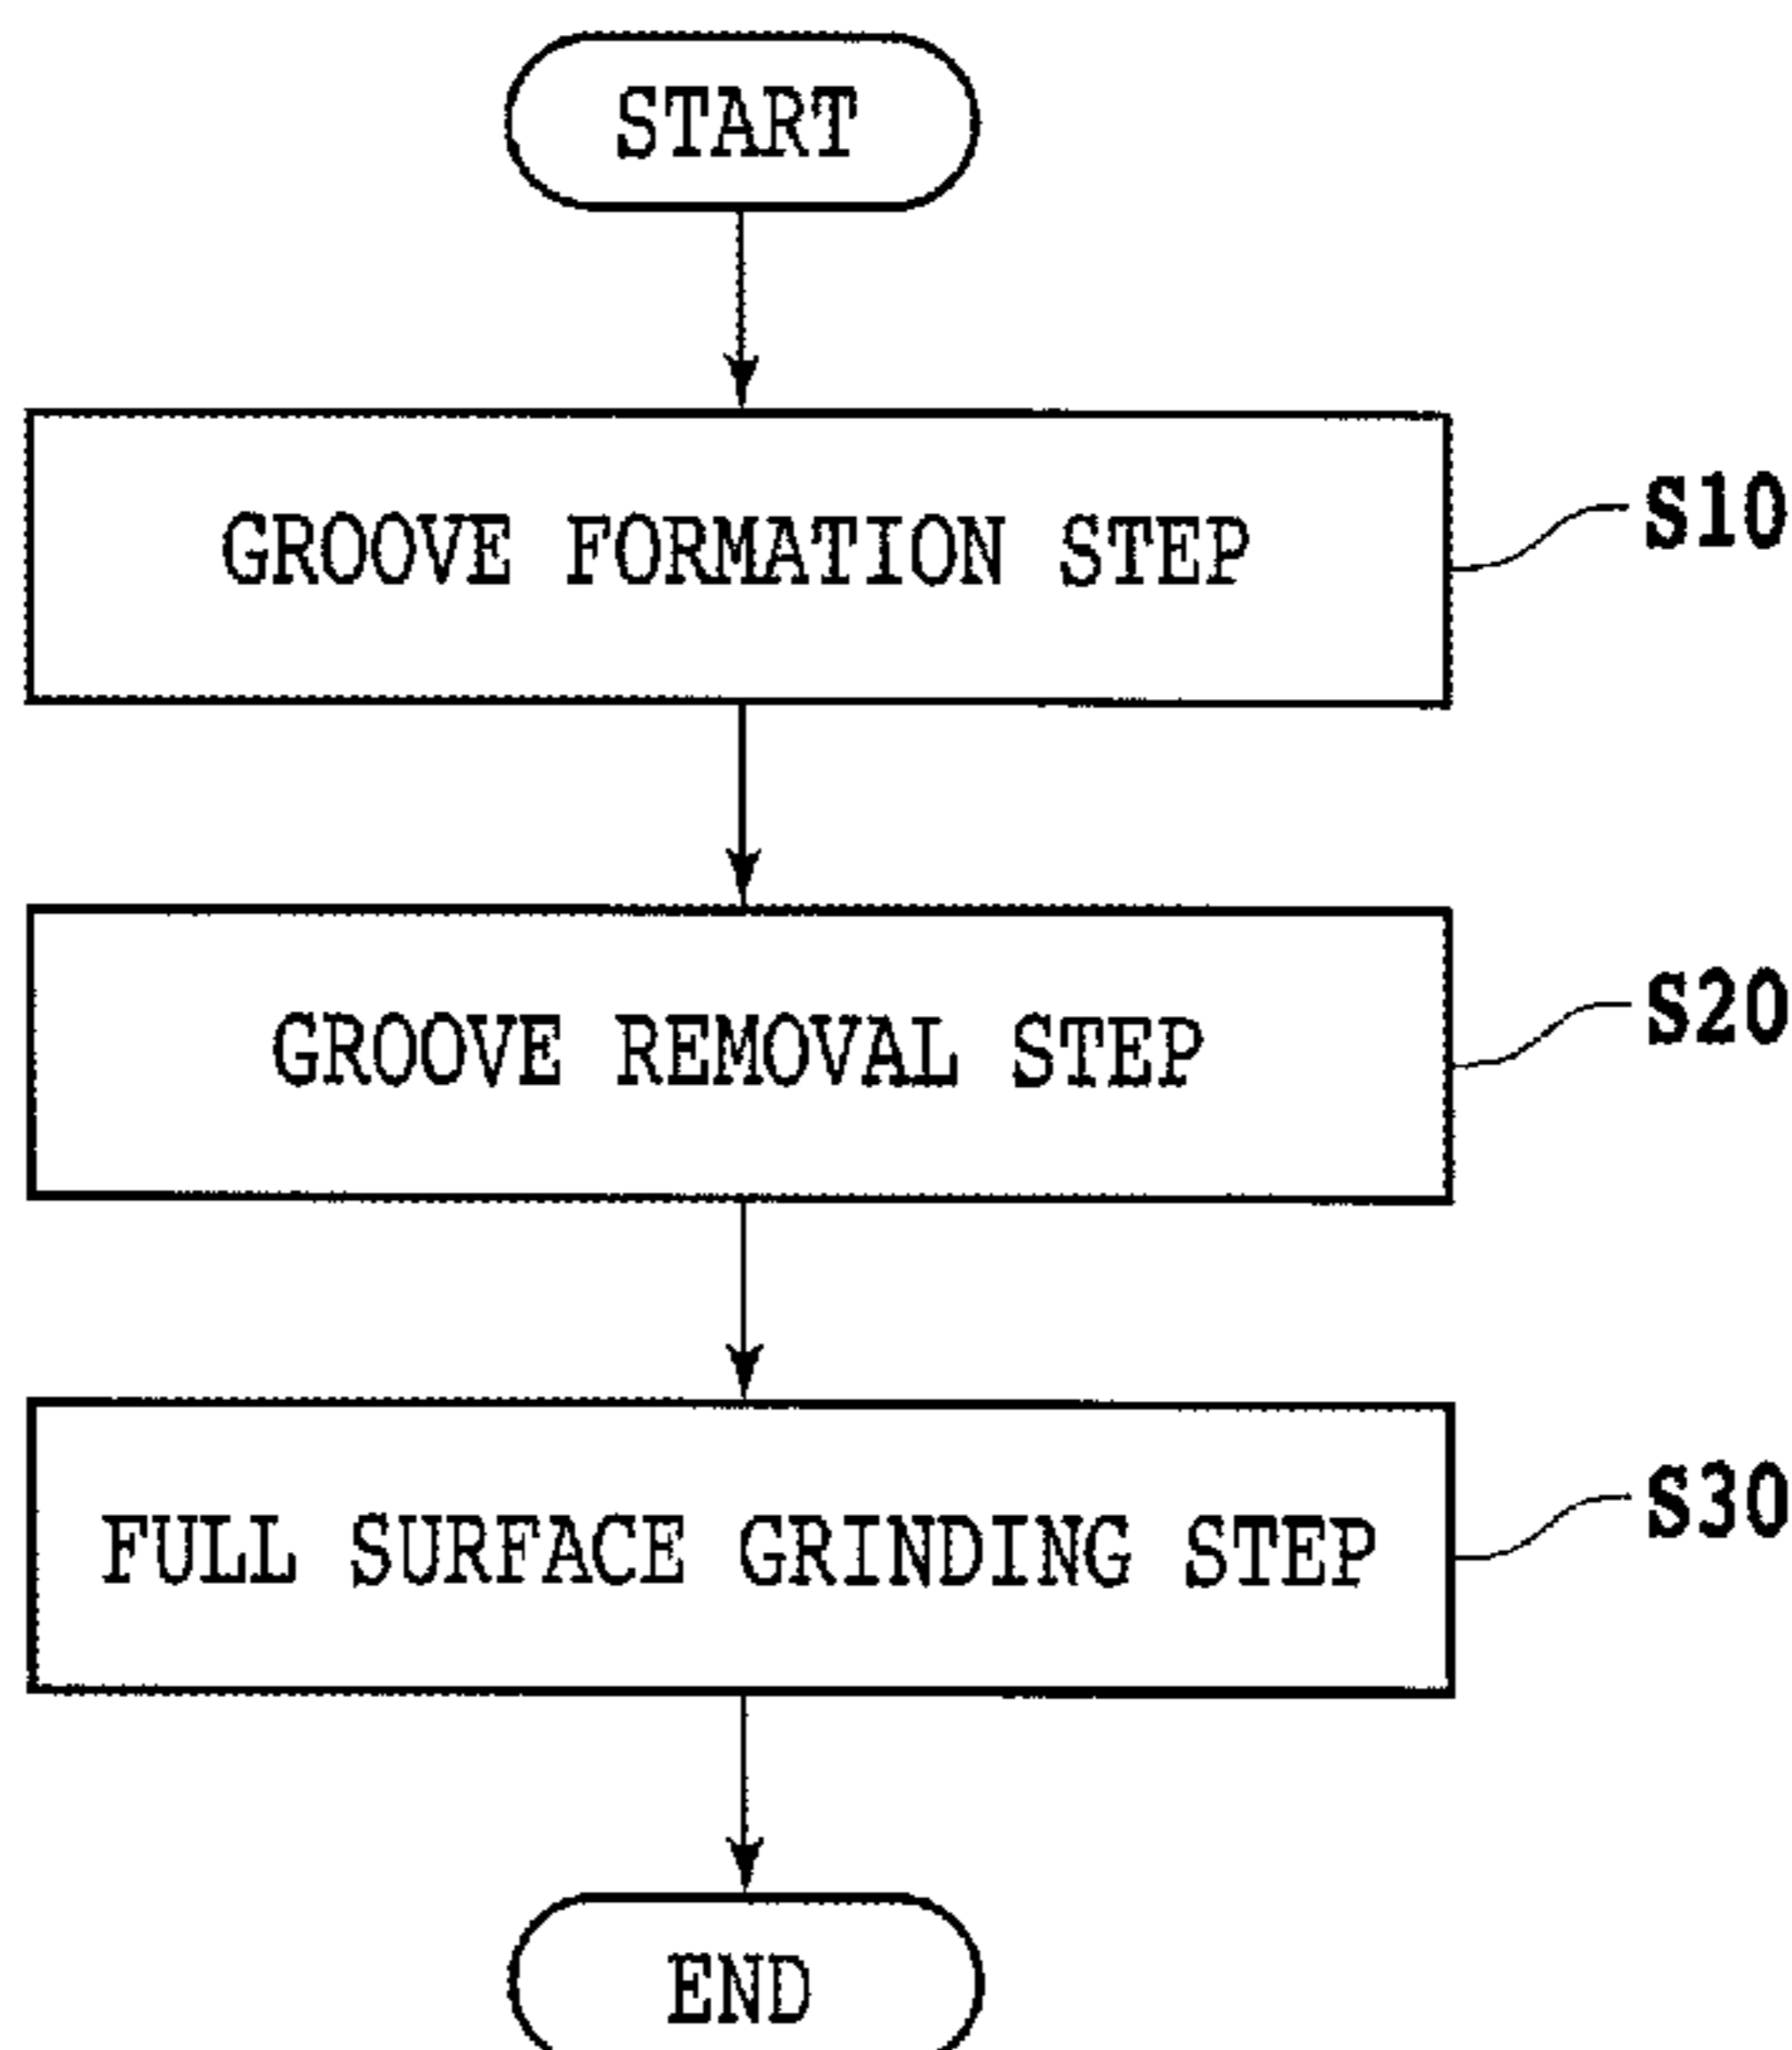 START
GROOVE FORMATION STEP
S10
GROOVE REMOVAL STEP
S20
FULL SURFACE GRINDING STEP
S30
END